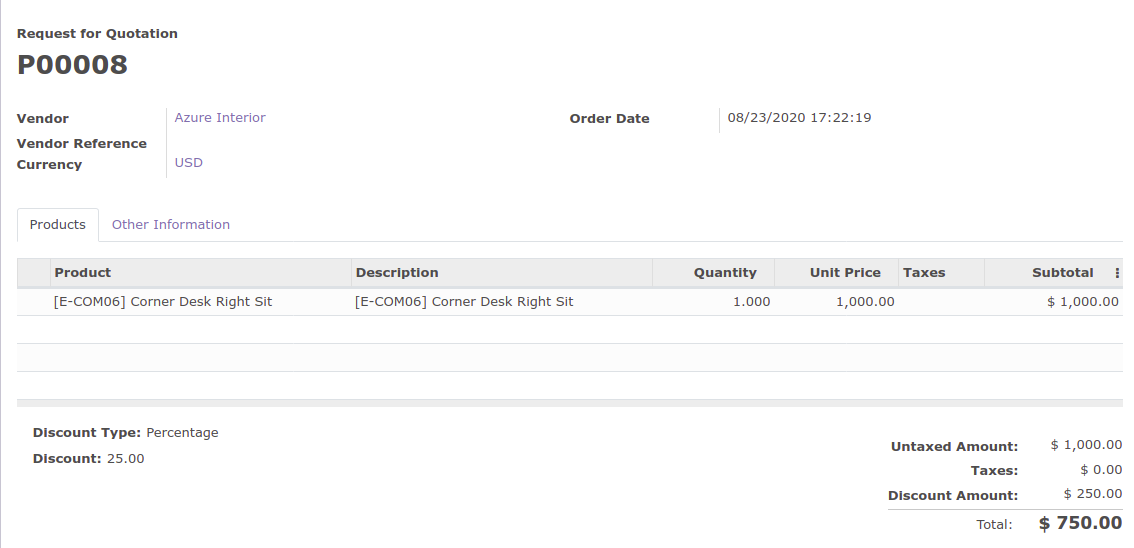 Request for Quotation
P00008
Vendor Azure Interior Order Date 08/23/2020 17:22:19
Vendor Reference
Currency USD
Products Other Information
Product Description Quantity Unit Price Taxes Subtotal
[E-COM06] Corner Desk Right Sit [E-COM06] Corner Desk Right Sit 1.000 1,000.00 $ 1,000.00
Discount Type: Percentage
Discount: 25.00
Untaxed Amount: $ 1,000.00
Taxes: $ 0.00
Discount Amount: $ 250.00
Total: $ 750.00